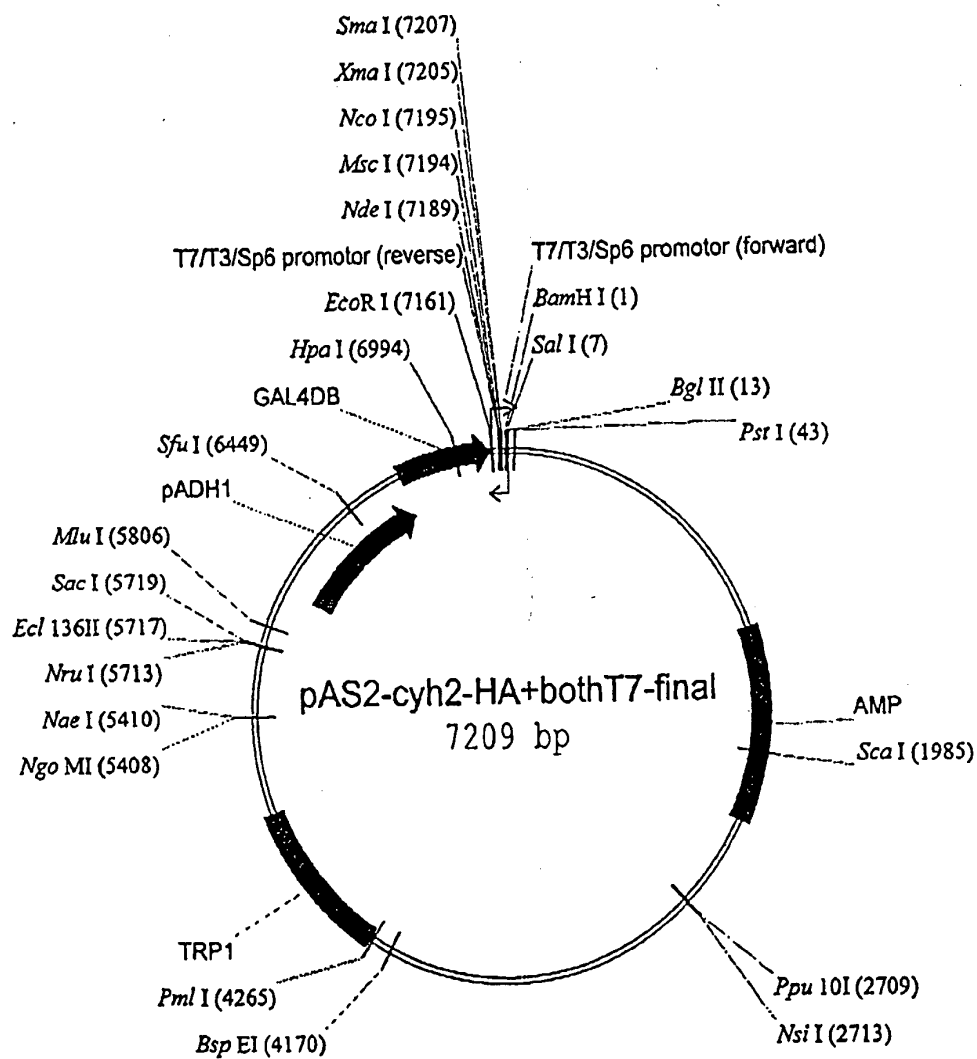 Sma I (7207)
Xma I (7205)
Nco I (7195)
Msc I (7194)
Nde I (7189)
T7/T3/Sp6 promotor (reverse)
EcoR I (7161)
Hpa I (6994)
GAL4DB
Sfu I (6449)
pADH1
Mlu I (5806)
Sac I (5719)
Ecl 136II (5717)
Nru I (5713)
Nae I (5410)
Ngo MI (5408)
T7/T3/Sp6 promotor (forward)
BamH I (1)
Sal I (7)
Bgl II (13)
Pst I (43)
pAS2-cyh2-HA+bothT7-final
7209 bp
AMP
Sca I (1985)
TRP1
Pml I (4265)
Bsp EI (4170)
Ppu 10I (2709)
Nsi I (2713)